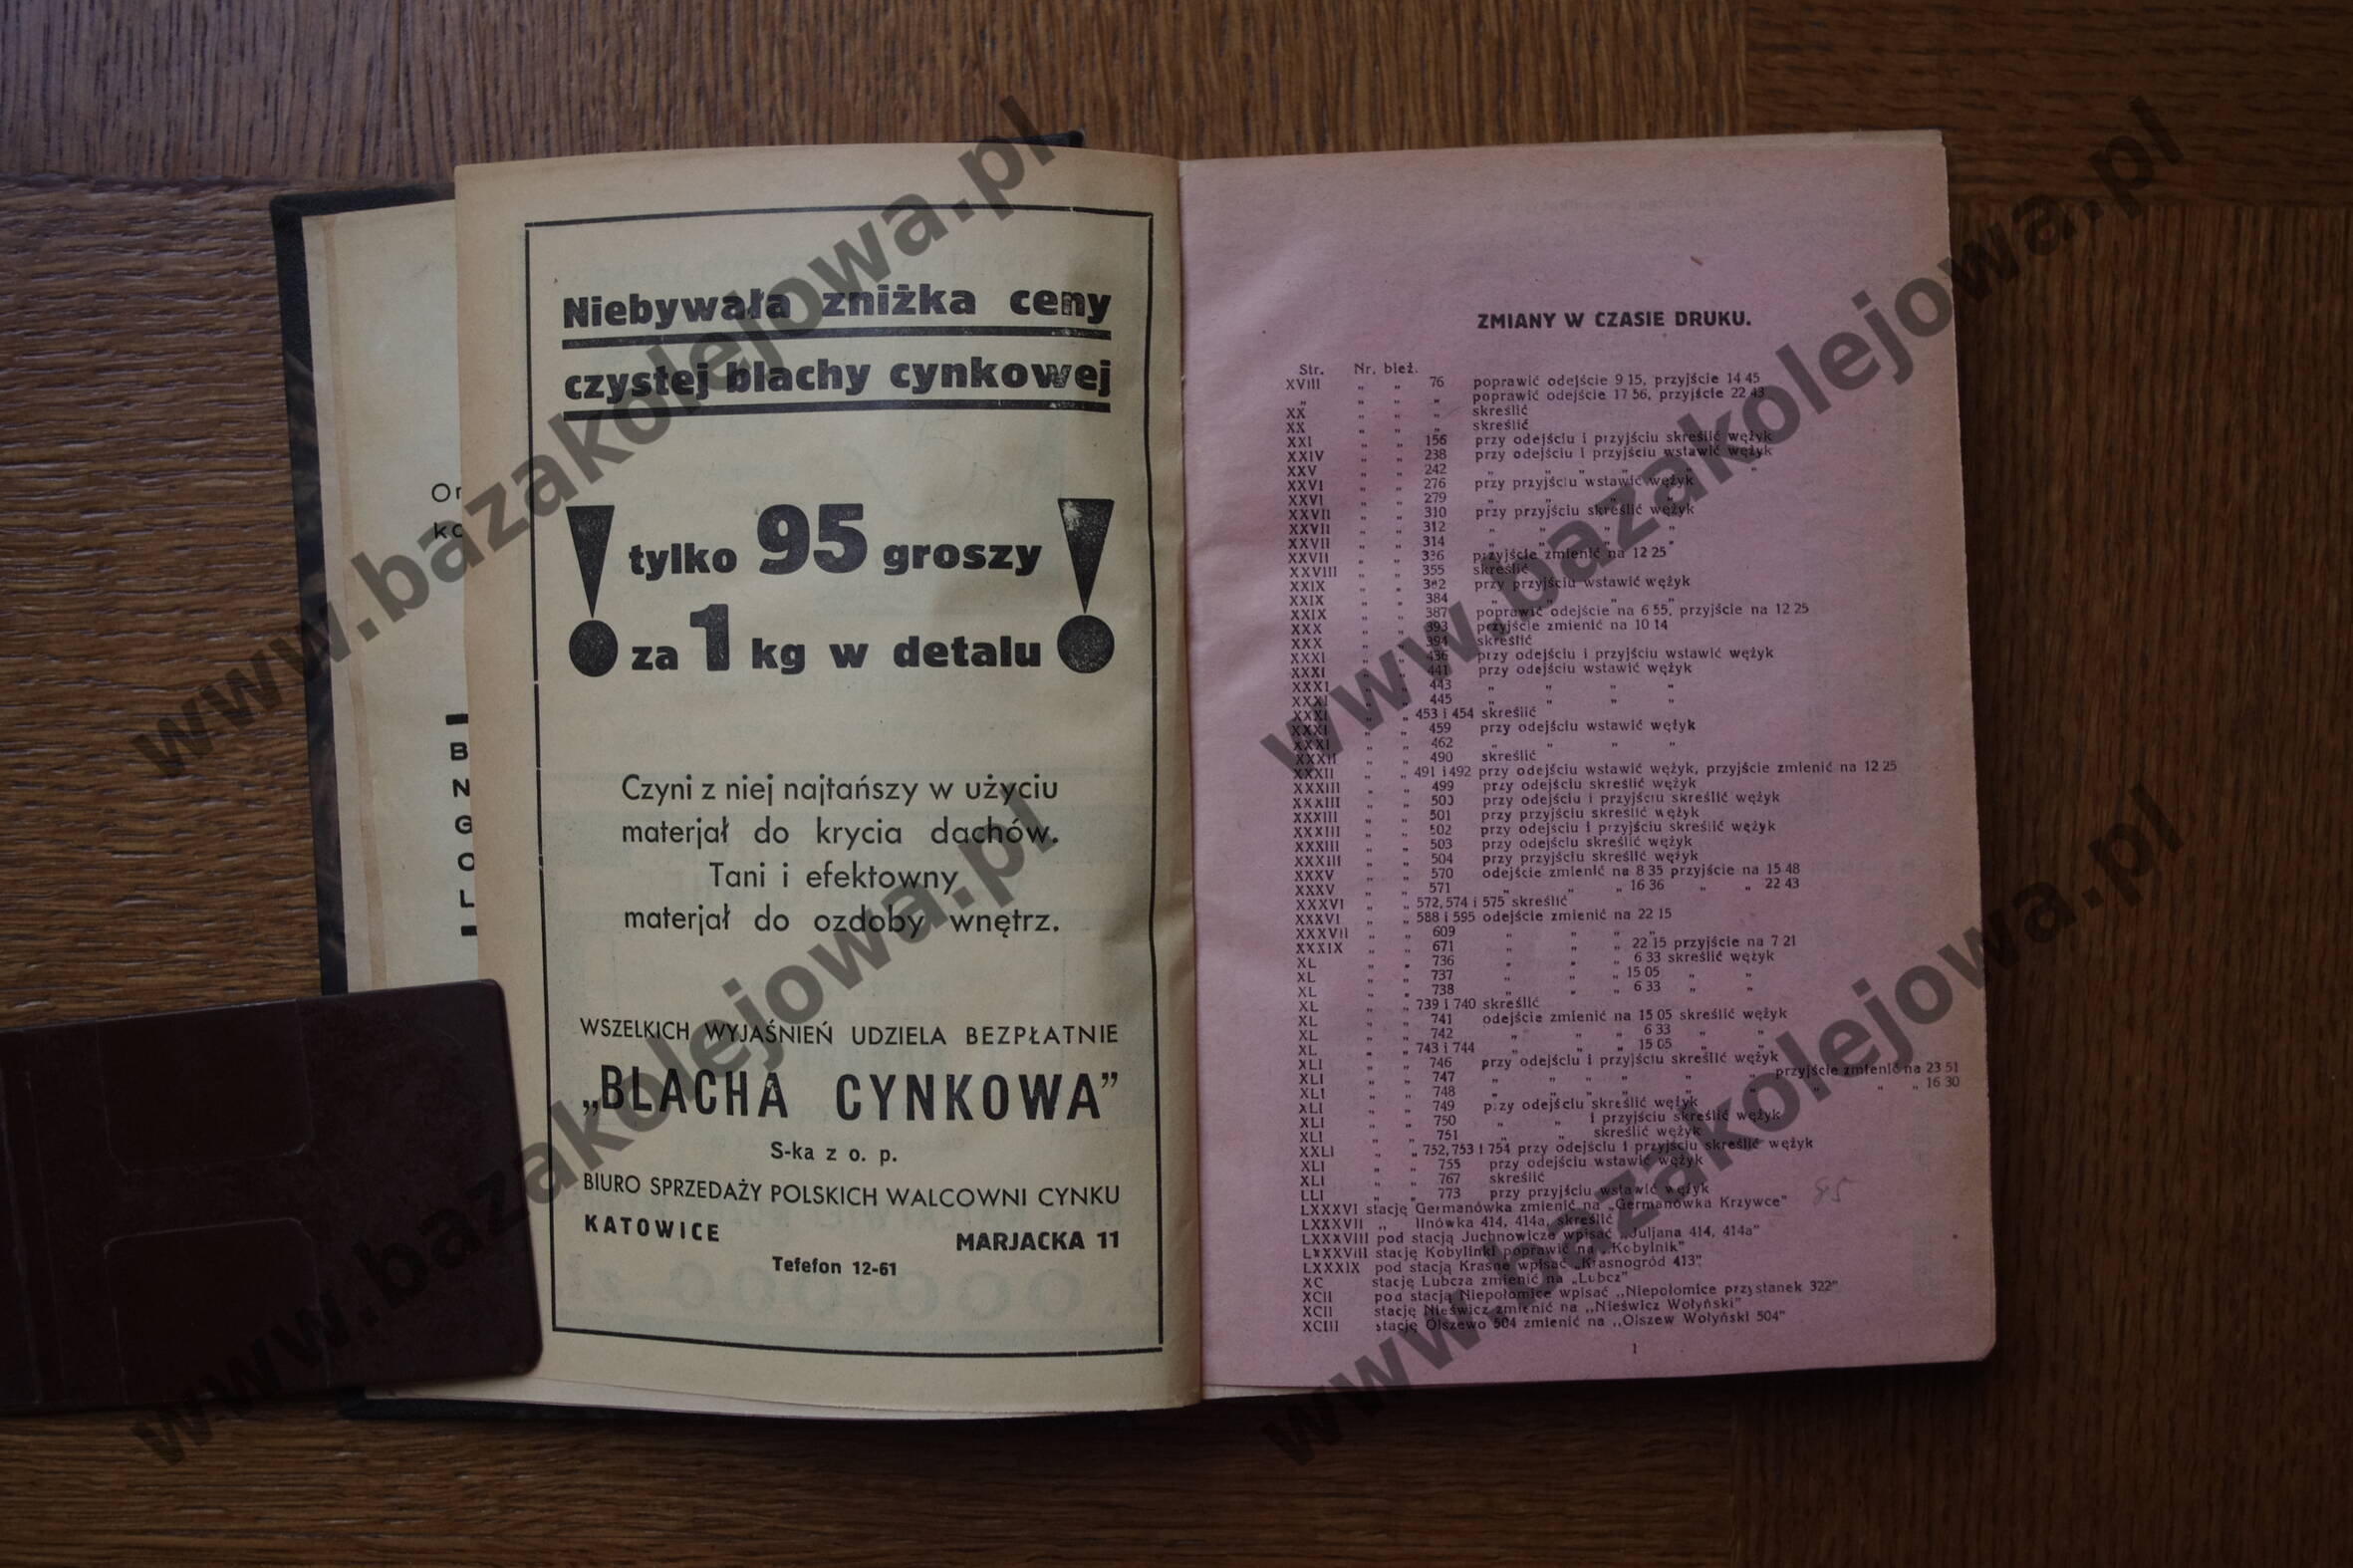 Niebywała zniżka ceny
czystej blachy cynkowej
! tylko 95 groszy !
za 1 kg w detalu
Czyni z niej najtańszy w użyciu
materjał do krycia dachów.
Tani i efektowny
materjał do ozdoby wnętrz.
WSZELKICH WYJAŚNIEŃ UDZIELA BEZPŁATNIE
„BLACHA CYNKOWA”
S-ka z o. p.
BIURO SPRZEDAŻY POLSKICH WALCOWNI CYNKU
KATOWICE MARJACKA 11
Tefefon 12-61
Or
kc
B
N
G
O
L
ZMIANY W CZASIE DRUKU.
Str. Nr. bież.
XVIII „ „ 76 poprawić odejście 9 15, przyjście 14 45
„ „ „ „ poprawić odejście 17 56, przyjście 22 43
XX „ „ „ skreślić
XX „ „ „ skreślić
XXI „ „ 156 przy odejściu i przyjściu skreślić wężyk
XXIV „ „ 238 przy odejściu i przyjściu wstawić wężyk
XXV „ „ 242 „ „ „ „ „ „
XXVI „ „ 276 przy przyjściu wstawić wężyk
XXVI „ „ 279 „ „ „ „
XXVII „ „ 310 przy przyjściu skreślić wężyk
XXVII „ „ 312 „ „ „ „
XXVII „ „ 314 „ „ „ „
XXVII „ „ 336 przyjście zmienić na 12 25
XXVIII „ „ 355 skreślić
XXIX „ „ przy przyjściu wstawić wężyk
XXIX „ „ 384 „ „ „ „
XXIX „ „ 387 poprawić odejście na 6 55, przyjście na 12 25
XXX „ „ 393 przyjście zmienić na 10 14
XXX „ „ 394 skreślić
XXXI „ „ 436 przy odejściu i przyjściu wstawić wężyk
XXXI „ „ 441 przy odejściu wstawić wężyk
XXXI „ „ 443 „ „ „ „
XXXI „ „ 445 „ „ „ „
XXXI „ „ 453 i 454 skreślić
XXXI „ „ 459 przy odejściu wstawić wężyk
XXXI „ „ 462 „ „ „ „
XXXII „ „ 490 skreślić
XXXII „ „ 491 i 492 przy odejściu wstawić wężyk, przyjście zmienić na 12 25
XXXIII „ „ 499 przy odejściu skreślić wężyk
XXXIII „ „ 500 przy odejściu i przyjściu skreślić wężyk
XXXIII „ „ 501 przy przyjściu skreślić wężyk
XXXIII „ „ 502 przy odejściu i przyjściu skreślić wężyk
XXXIII „ „ 503 przy odejściu skreślić wężyk
XXXIII „ „ 504 przy przyjściu skreślić wężyk
XXXV „ „ 570 odejście zmienić na 8 35 przyjście na 15 48
XXXV „ „ 571 „ „ „ 16 36 „ „ 22 43
XXXVI „ „ 572, 574 i 575 skreślić
XXXVI „ „ 588 i 595 odejście zmienić na 22 15
XXXVII „ „ 609 „ „ „ „
XXXIX „ „ 671 „ „ „ 22 15 przyjście na 7 21
XL „ „ 736 „ „ „ 6 33 skreślić wężyk
XL „ „ 737 „ „ „ 15 05 „ „
XL „ „ 738 „ „ „ 6 33 „ „
XL „ „ 739 i 740 skreślić
XL „ „ 741 odejście zmienić na 15 05 skreślić wężyk
XL „ „ 742 „ „ „ 6 33 „ „
XL „ „ 743 i 744 „ „ „ 15 05 „ „
XLI „ „ 746 przy odejściu i przyjściu skreślić wężyk
XLI „ „ 747 „ „ „ „ „ „ przyjście zmienić na 23 51
XLI „ „ 748 „ „ „ „ „ „ „ „ „ 16 30
XLI „ „ 749 przy odejściu skreślić wężyk
XLI „ „ 750 „ „ i przyjściu skreślić wężyk
XLI „ „ 751 „ „ skreślić wężyk
XXLI „ „ 752, 753 i 754 przy odejściu i przyjściu skreślić wężyk
XLI „ „ 755 przy odejściu wstawić wężyk
XLI „ „ 767 skreślić
LLI „ „ 773 przy przyjściu wstawić wężyk
LXXXVI stację Germanówka zmienić na „Germanówka Krzywce”
LXXXVII „ Ilnówka 414, 414a, skreślić
LXXXVIII pod stacją Juchnowicze wpisać „Juljana 414, 414a”
LXXXVIII stację Kobylinki poprawić na „Kobylnik”
LXXXIX pod stacją Krasne wpisać „Krasnogród 413”
XC stację Lubcza zmienić na „Lubcz”
XCII pod stacją Niepołomice wpisać „Niepołomice przystanek 322”
XCII stację Nieświcz zmienić na „Nieświcz Wołyński”
XCIII stację Olszewo 504 zmienić na „Olszew Wołyński 504”
1
www.bazakolejowa.pl
www.bazakolejowa.pl
www.bazakolejowa.pl
www.bazakolejowa.pl